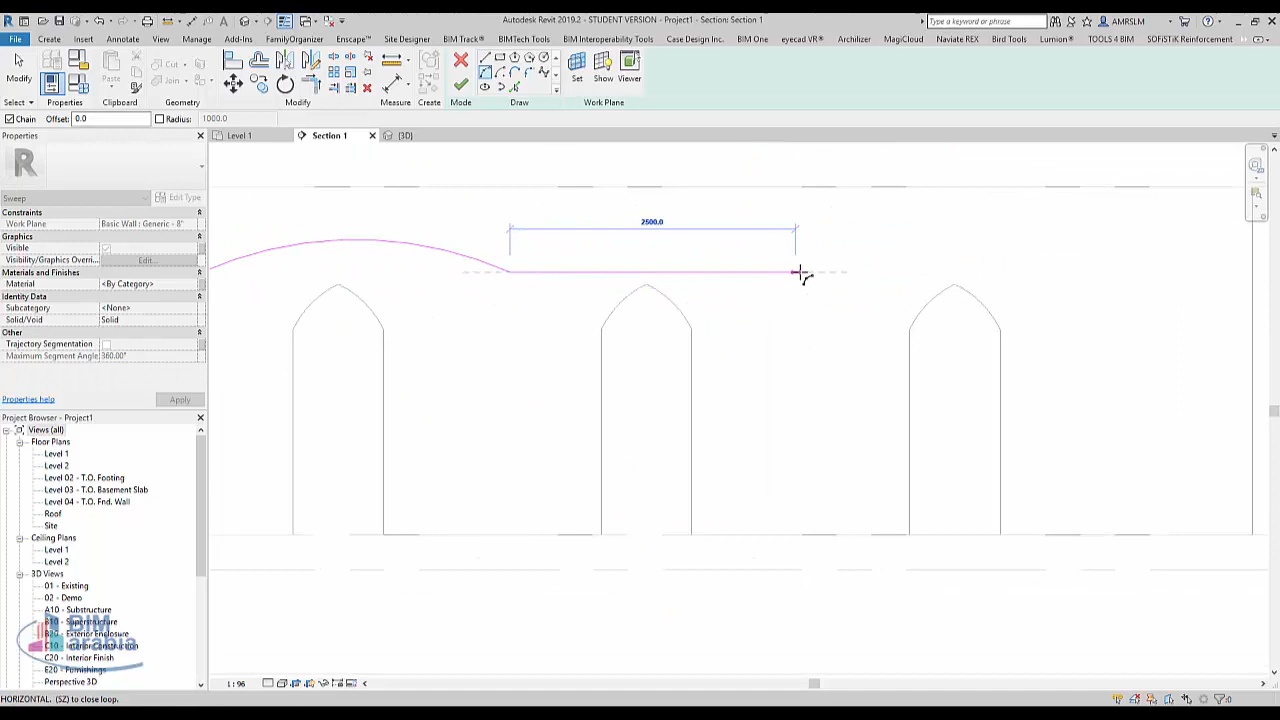 Autodesk Revit 2019.2 - STUDENT VERSION - Project1 - Section: Section 1
Type a keyword or phrase
AMRSLM
File Create Insert Annotate View Manage Add-Ins FamilyOrganizer Enscape™ Site Designer BIM Track® BIMTech Tools BIM Interoperability Tools Case Design Inc. BIM One eyecad VR® Archilizer MagiCloud Naviate REX Bird Tools Lumion® TOOLS 4 BIM SOFiSTiK Reinforcement
Modify
Paste
Cut
Join
Set Show Viewer
Select Properties Clipboard Geometry Modify Measure Create Mode Draw Work Plane
Chain Offset: 0.0 Radius: 1000.0
Properties
Level 1 Section 1 {3D}
Sweep Edit Type
Constraints
Work Plane Basic Wall : Generic - 8"
Graphics
Visible
Visibility/Graphics Overri... Edit...
Materials and Finishes
Material <By Category>
Identity Data
Subcategory <None>
Solid/Void Solid
Other
Trajectory Segmentation
Maximum Segment Angle 360.00°
Properties help Apply
2500.0
Project Browser - Project1
Views (all)
Floor Plans
Level 1
Level 2
Level 02 - T.O. Footing
Level 03 - T.O. Basement Slab
Level 04 - T.O. Fnd. Wall
Roof
Site
Ceiling Plans
Level 1
Level 2
3D Views
01 - Existing
02 - Demo
A10 - Substructure
B10 - Superstructure
B20 - Exterior Enclosure
C10 - Interior Construction
C20 - Interior Finish
E20 - Furnishings
Perspective 3D
BIM
arabia
1 : 96
HORIZONTAL. (SZ) to close loop.
:0